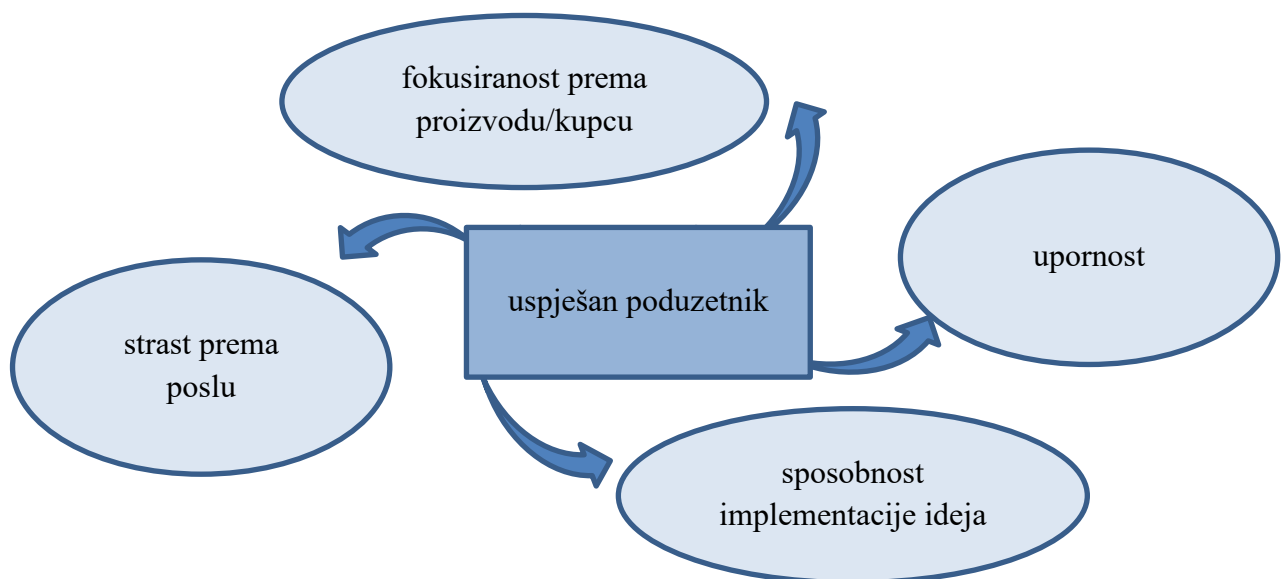 fokusiranost prema
proizvodu/kupcu
upornost
uspješan poduzetnik
strast prema
poslu
sposobnost
implementacije ideja